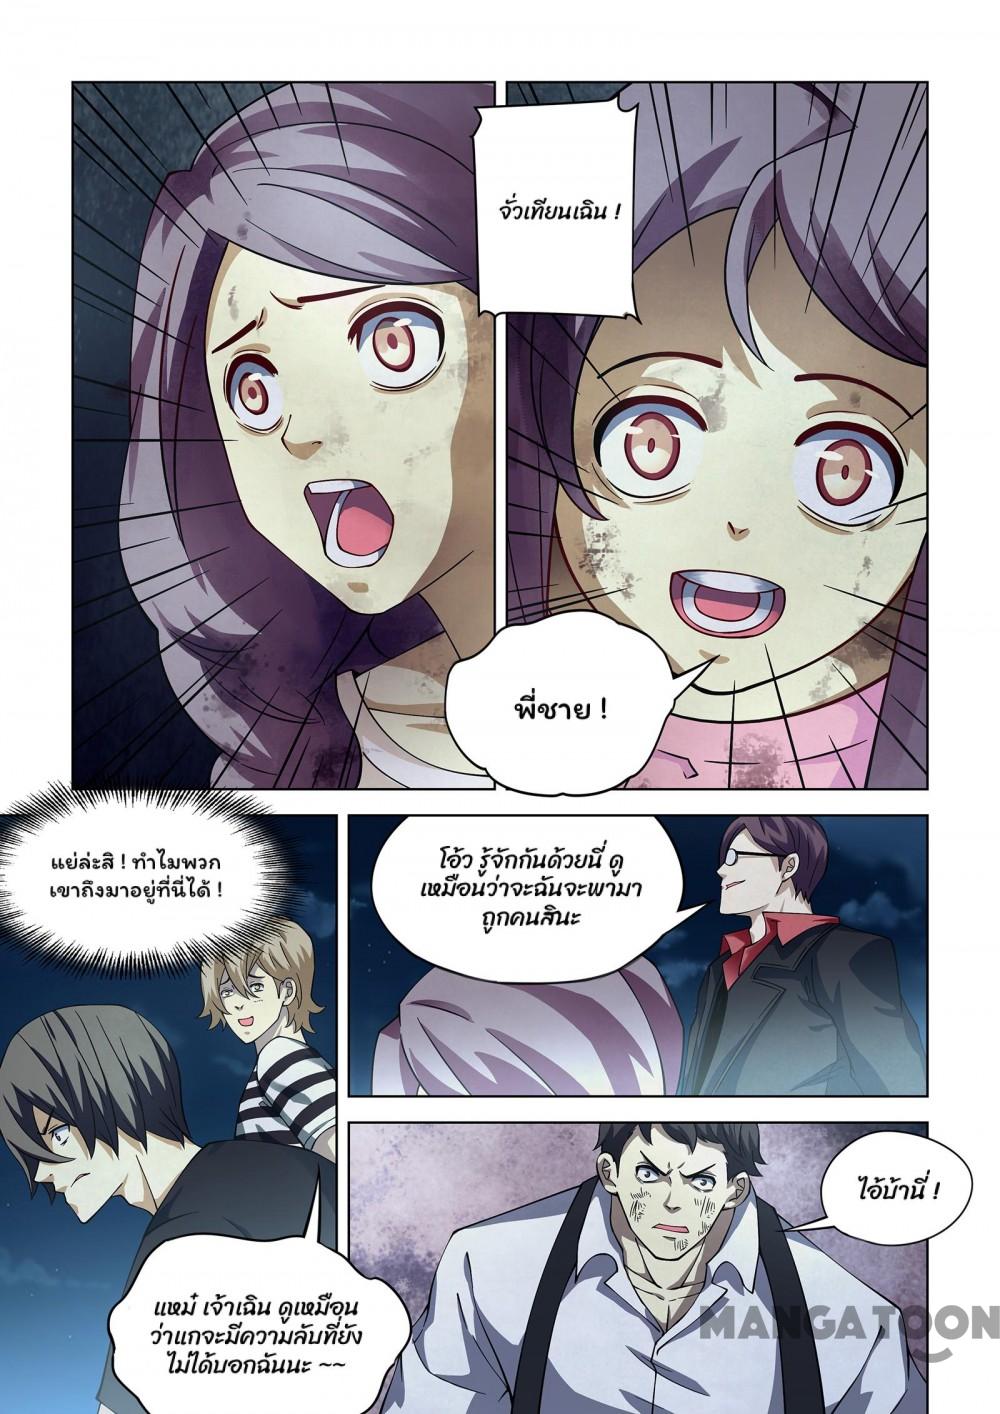 จั่วเทียนเฉิน !
พี่ชาย !
แย่ล่ะสิ ! ทำไมพวก
เขาถึงมาอยู่ที่นี่ได้ !
โอ้ว รู้จักกันด้วยนี่ ดู
เหมือนว่าจะฉันจะพามา
ถูกคนสินะ
ไอ้บ้านี่ !
แหม๋ เจ้าเฉิน ดูเหมือน
ว่าแกจะมีความลับที่ยัง
ไม่ได้บอกฉันนะ ~~
MANGATOON